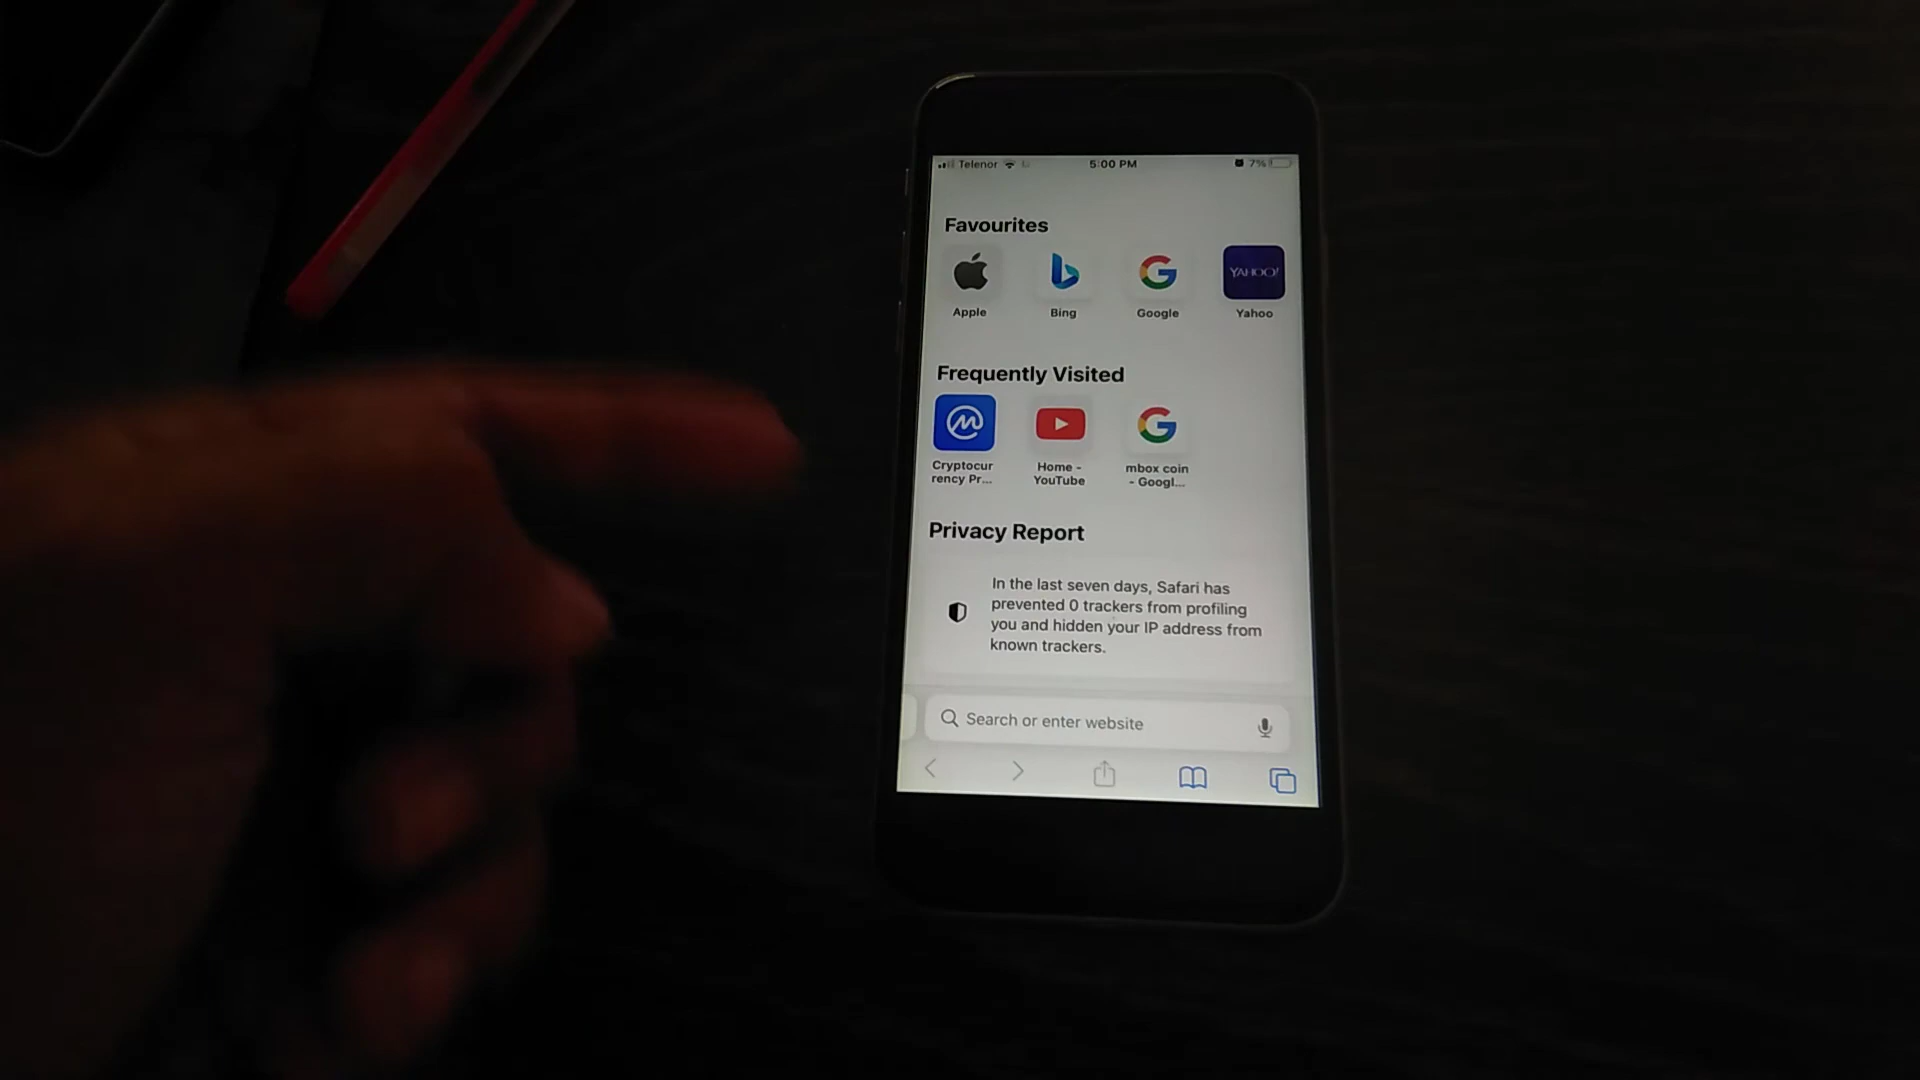 Telenor 5:00 PM 7%
Favourites
YAHOO!
Apple Bing Google Yahoo
Frequently Visited
Cryptocur Home - mbox coin
rency Pr... YouTube - Googl...
Privacy Report
In the last seven days, Safari has
prevented 0 trackers from profiling
you and hidden your IP address from
known trackers.
Search or enter website